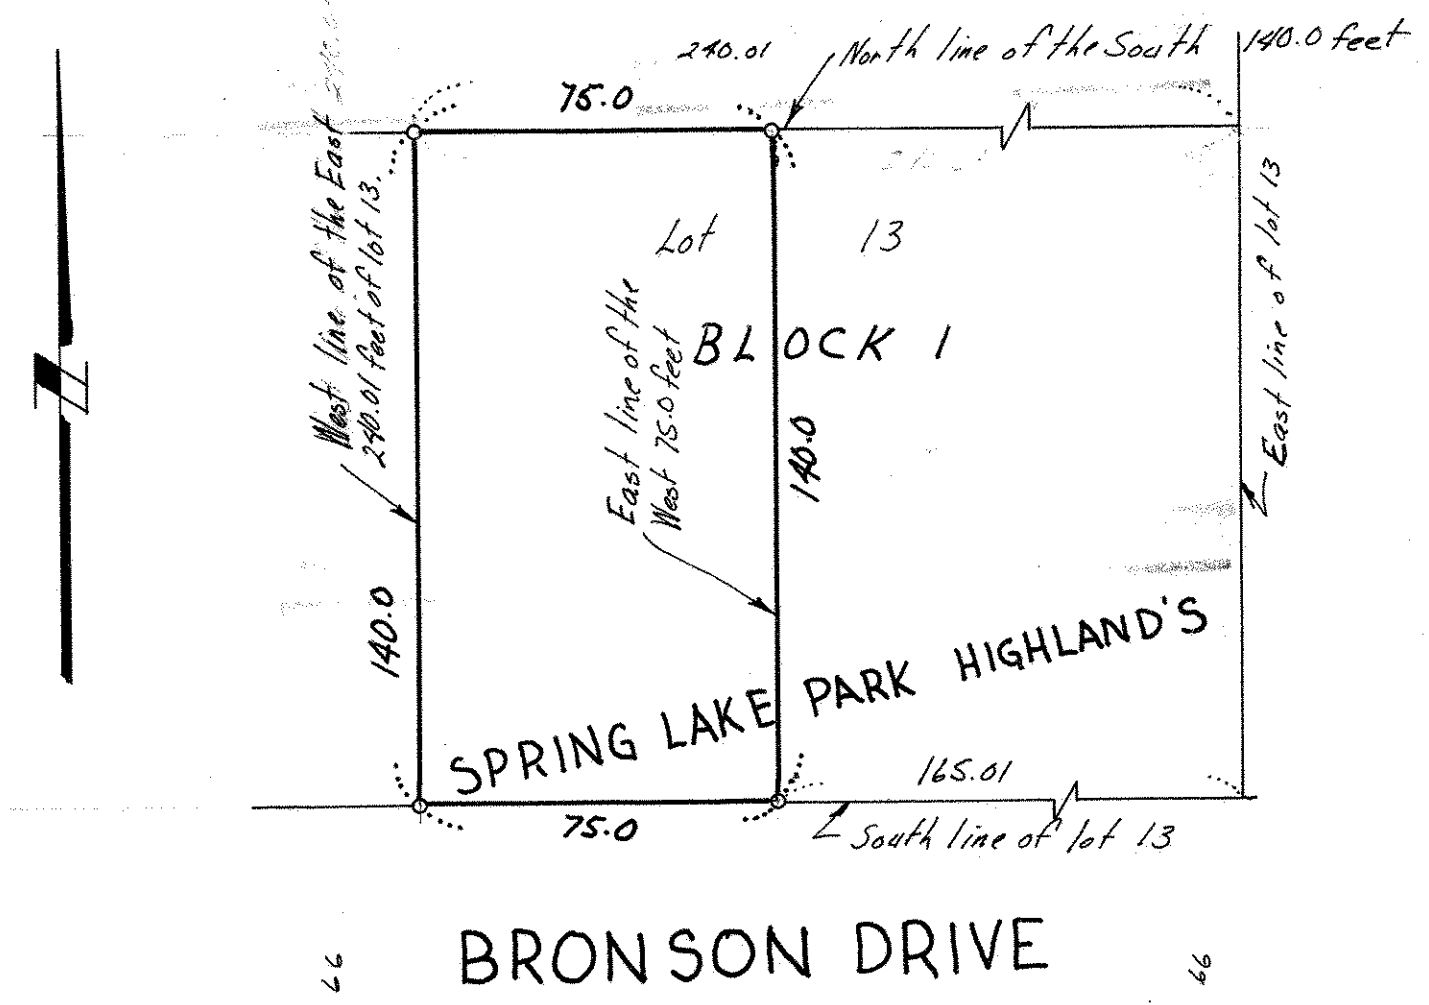 240.01
North line of the South 140.0 feet
75.0
West line of the East
240.01 feet of lot 13.
Lot 13
East line of lot 13
East line of the
West 75.0 feet
BLOCK 1
140.0
140.0
SPRING LAKE PARK HIGHLAND'S
165.01
75.0
South line of lot 13
BRONSON DRIVE
66
66